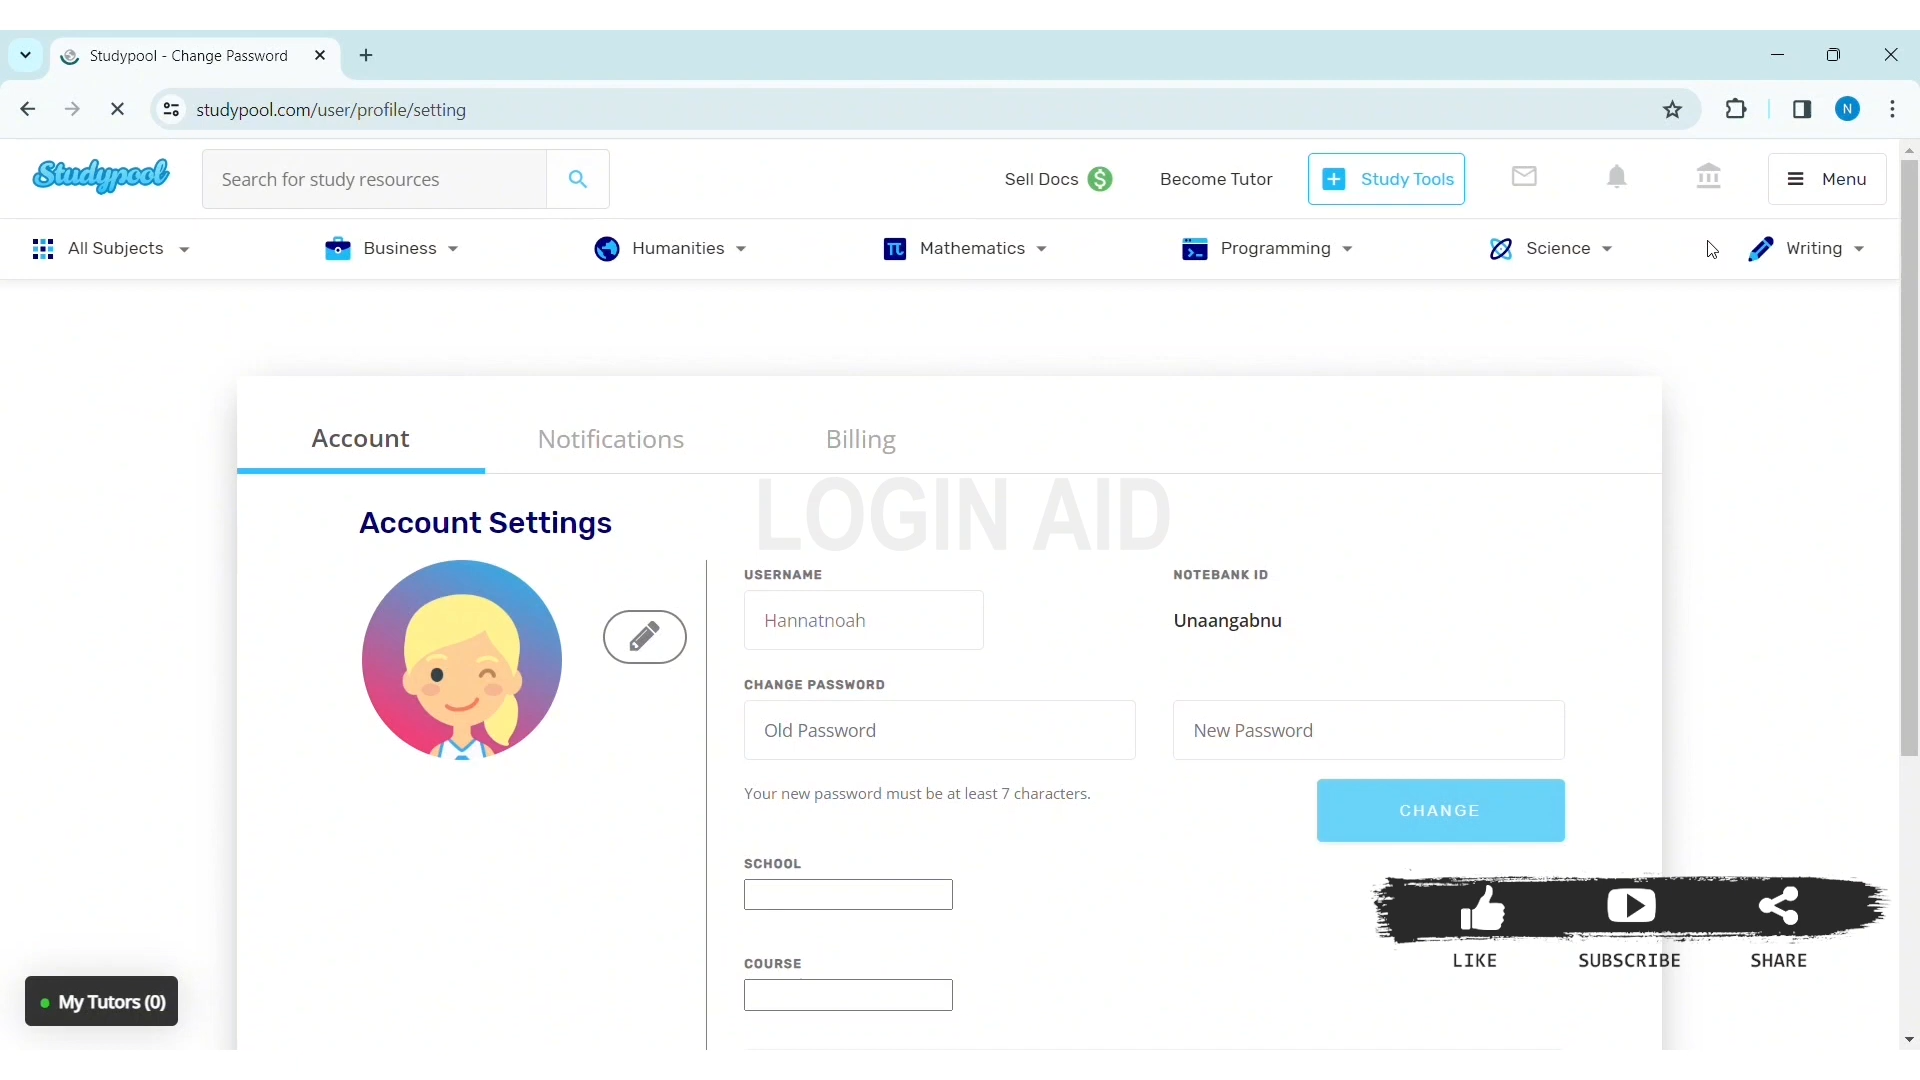 Studypool - Change Password
studypool.com/user/profile/setting
N
Studypool
Search for study resources
Sell Docs $
Become Tutor
Study Tools
Menu
All Subjects
Business
Humanities
Mathematics
Programming
Science
Writing
Account
Notifications
Billing
LOGIN AID
Account Settings
USERNAME
NOTEBANK ID
Hannatnoah
Unaangabnu
CHANGE PASSWORD
Old Password
New Password
Your new password must be at least 7 characters.
CHANGE
SCHOOL
COURSE
LIKE
SUBSCRIBE
SHARE
My Tutors (0)